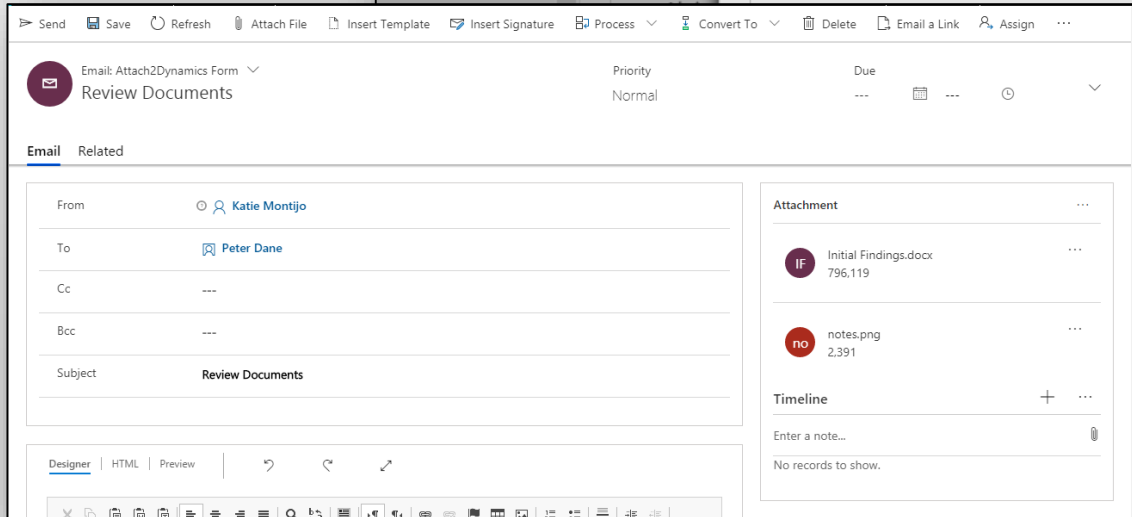 Send Save Refresh Attach File Insert Template Insert Signature Process Convert To Delete Email a Link Assign ...
Email: Attach2Dynamics Form
Review Documents
Priority
Normal
Due
--- ---
Email Related
From Katie Montijo
To Peter Dane
Cc ---
Bcc ---
Subject Review Documents
Attachment ...
IF Initial Findings.docx ...
796,119
no notes.png ...
2,391
Timeline + ...
Enter a note...
No records to show.
Designer | HTML | Preview